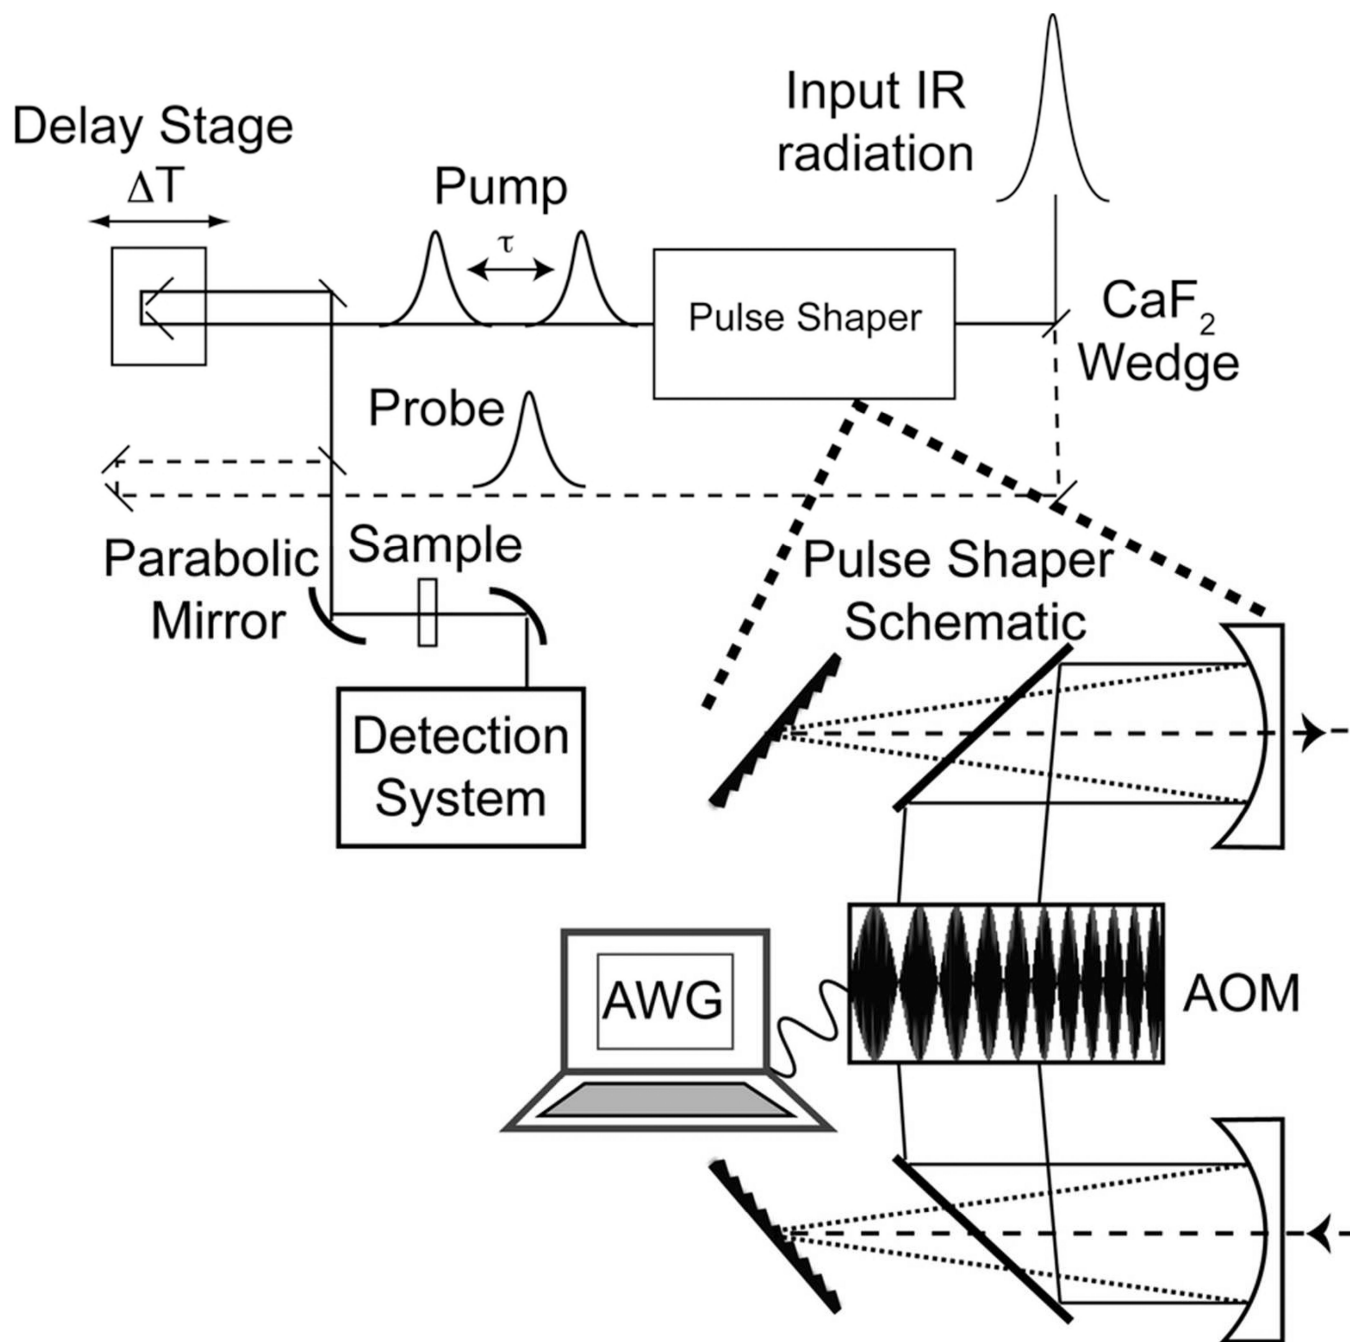 Input IR
radiation
Delay Stage
ΔT
Pump
τ
Pulse Shaper
CaF₂
Wedge
Probe
Parabolic
Mirror
Sample
Pulse Shaper
Schematic
Detection
System
AWG
AOM